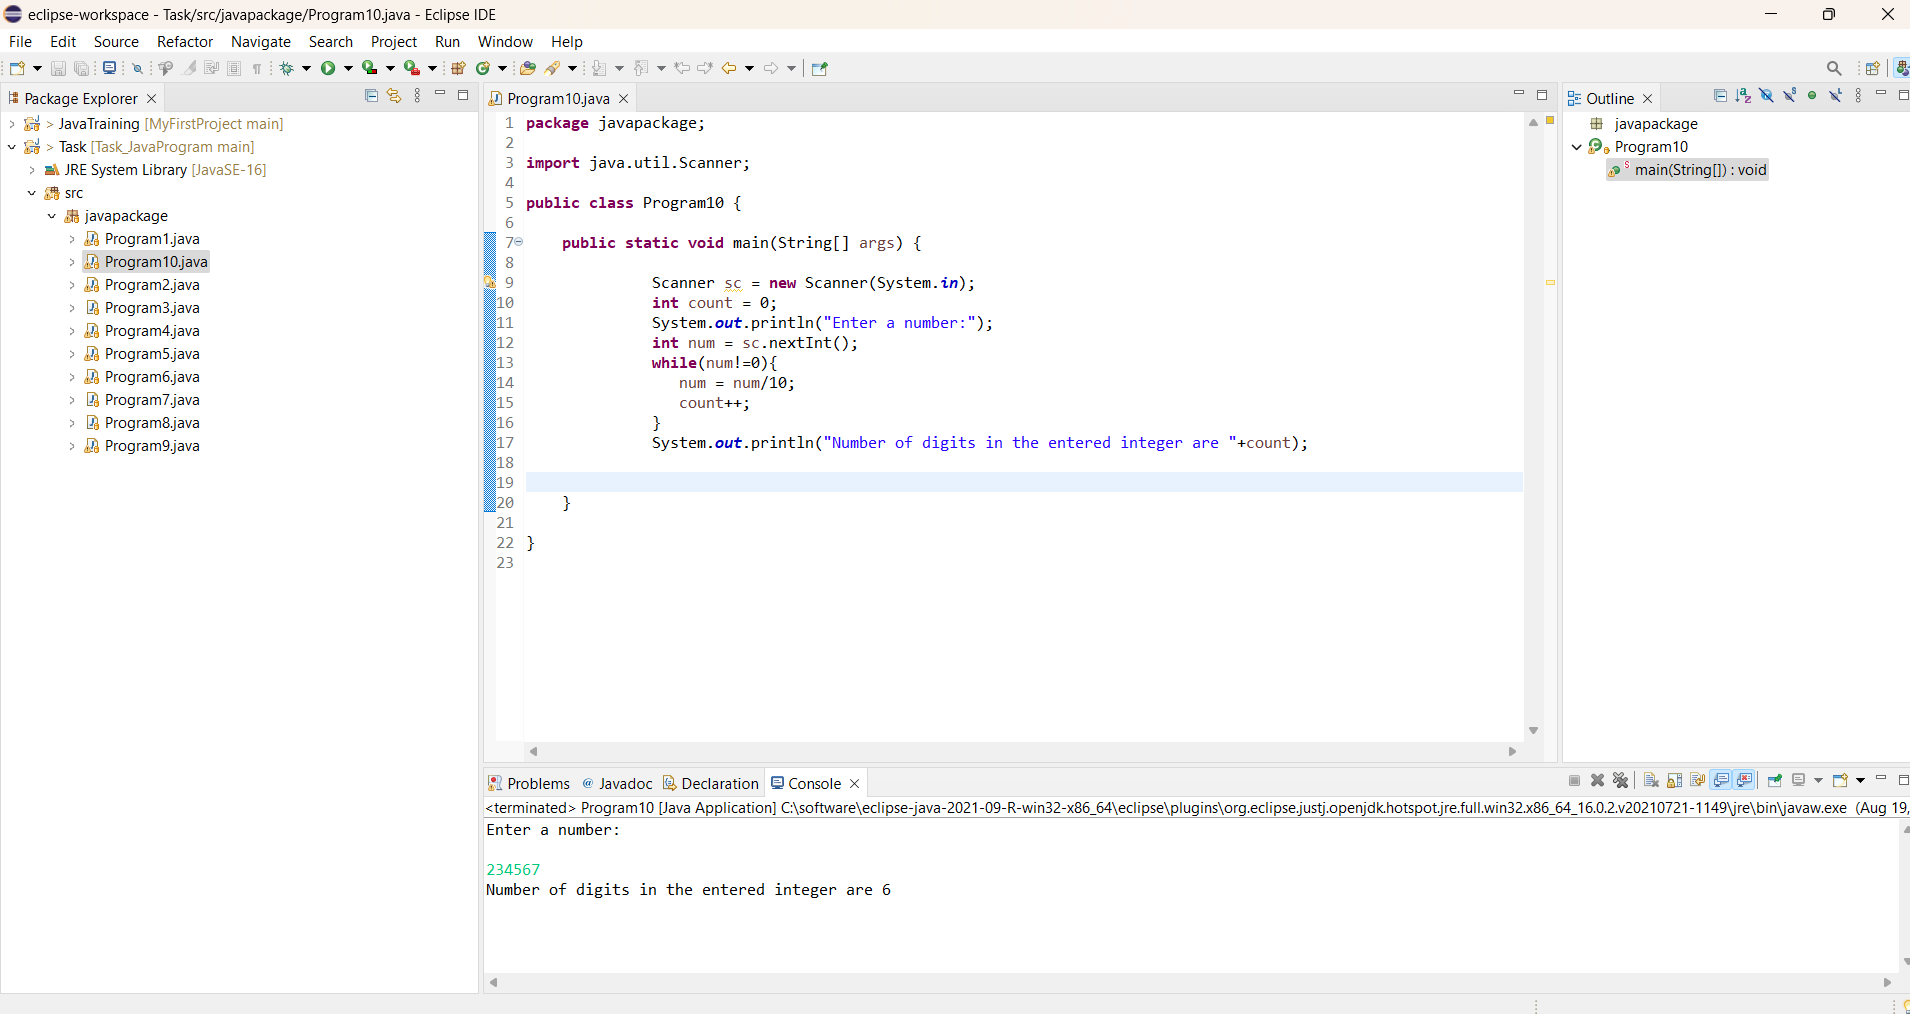 eclipse-workspace - Task/src/javapackage/Program10.java - Eclipse IDE
File Edit Source Refactor Navigate Search Project Run Window Help
Package Explorer
> JavaTraining [MyFirstProject main]
> Task [Task_JavaProgram main]
JRE System Library [JavaSE-16]
src
javapackage
Program1.java
Program10.java
Program2.java
Program3.java
Program4.java
Program5.java
Program6.java
Program7.java
Program8.java
Program9.java
Program10.java
1 package javapackage;
2
3 import java.util.Scanner;
4
5 public class Program10 {
6
7     public static void main(String[] args) {
8
9               Scanner sc = new Scanner(System.in);
10               int count = 0;
11               System.out.println("Enter a number:");
12               int num = sc.nextInt();
13               while(num!=0){
14                  num = num/10;
15                  count++;
16               }
17               System.out.println("Number of digits in the entered integer are "+count);
18
19
20     }
21
22 }
23
Outline
javapackage
Program10
main(String[]) : void
Problems @ Javadoc Declaration Console
<terminated> Program10 [Java Application] C:\software\eclipse-java-2021-09-R-win32-x86_64\eclipse\plugins\org.eclipse.justj.openjdk.hotspot.jre.full.win32.x86_64_16.0.2.v20210721-1149\jre\bin\javaw.exe (Aug 19,
Enter a number:
234567
Number of digits in the entered integer are 6